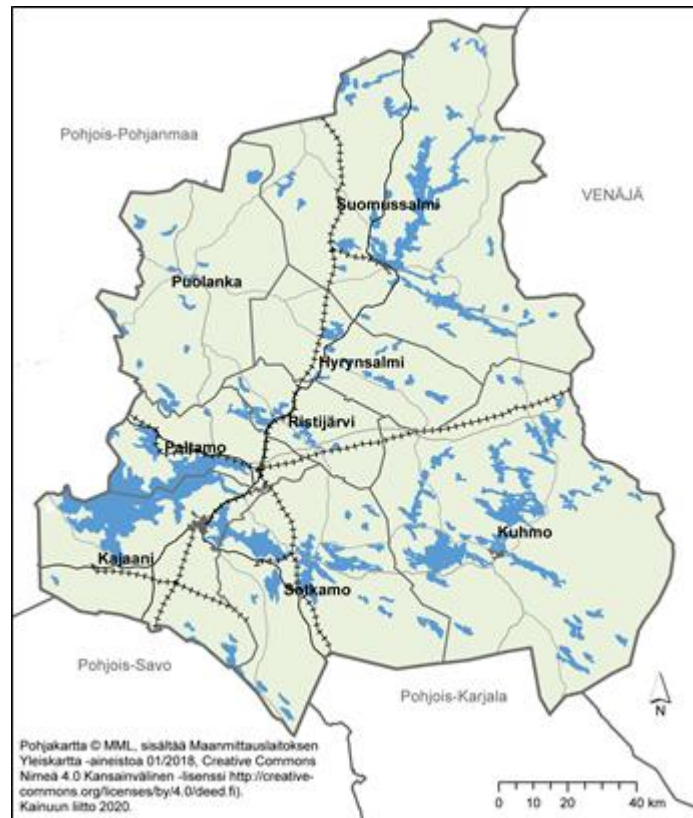 Pohjois-Pohjanmaa
VENÄJÄ
Suomussalmi
Puolanka
Hyrynsalmi
Ristijärvi
Paltamo
Kuhmo
Kajaani
Sotkamo
Pohjois-Savo
Pohjois-Karjala
N
Pohjakartta © MML, sisältää Maanmittauslaitoksen
Yleiskartta -aineistoa 01/2018, Creative Commons
Nimeä 4.0 Kansainvälinen -lisenssi http://creative-
commons.org/licenses/by/4.0/deed.fi).
Kainuun liitto 2020.
0 10 20 40 km